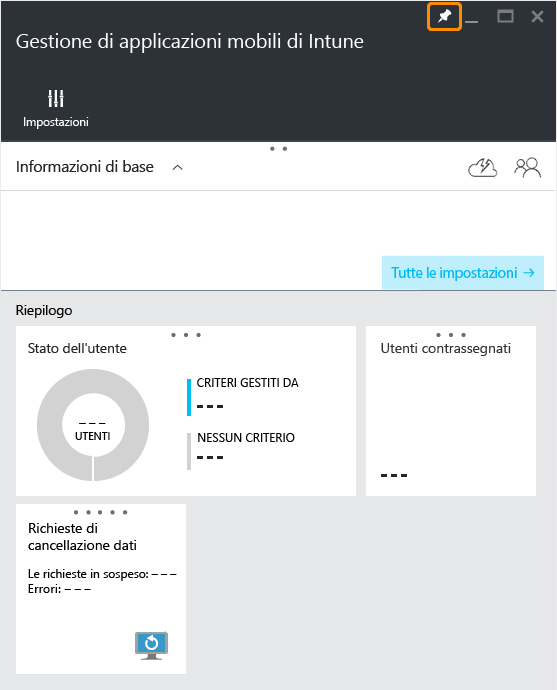 Gestione di applicazioni mobili di Intune
Impostazioni
Informazioni di base
Tutte le impostazioni →
Riepilogo
Stato dell'utente
– – –
UTENTI
CRITERI GESTITI DA
– – –
NESSUN CRITERIO
– – –
Utenti contrassegnati
– – –
Richieste di
cancellazione dati
Le richieste in sospeso: – – –
Errori: – – –